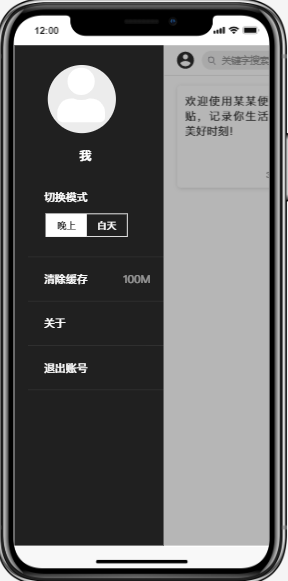 12:00
关键字搜索
欢迎使用某某便
贴，记录你生活
美好时刻!
我
切换模式
晚上 白天
清除缓存 100M
关于
退出账号